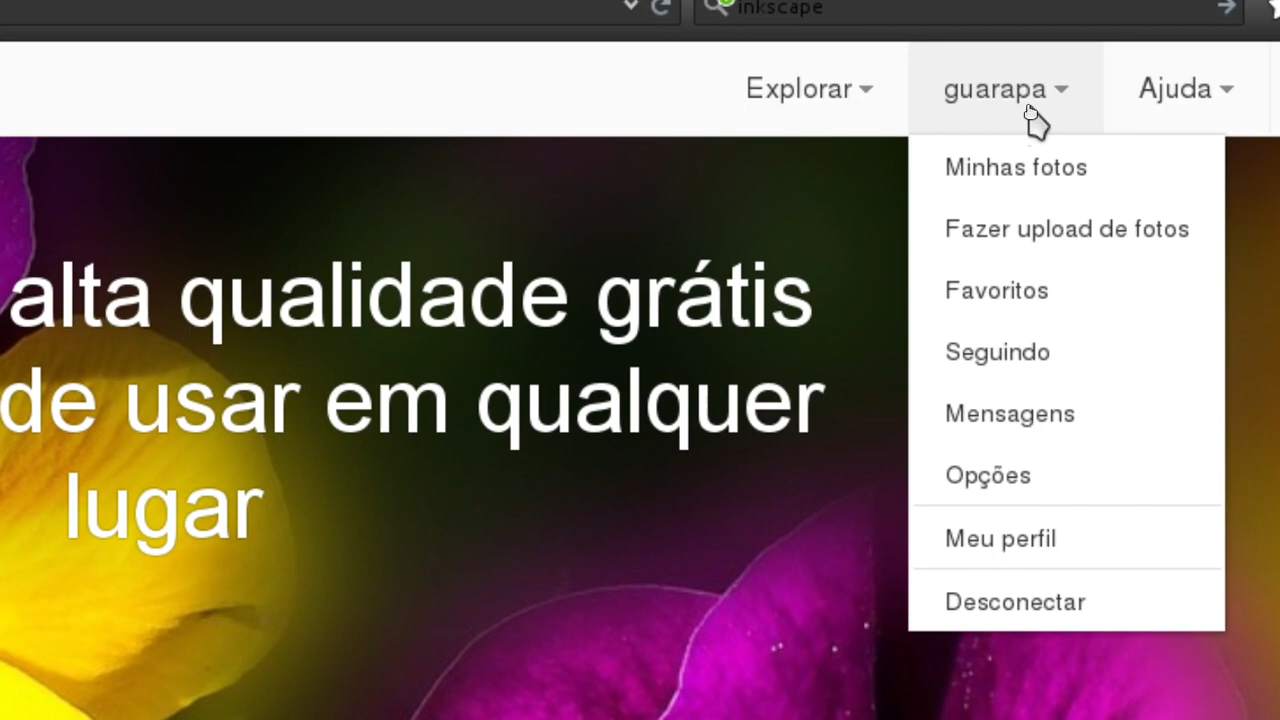 inkscape
Explorar guarapa Ajuda
Minhas fotos
Fazer upload de fotos
Favoritos
Seguindo
Mensagens
Opções
Meu perfil
Desconectar
alta qualidade grátis
de usar em qualquer
lugar